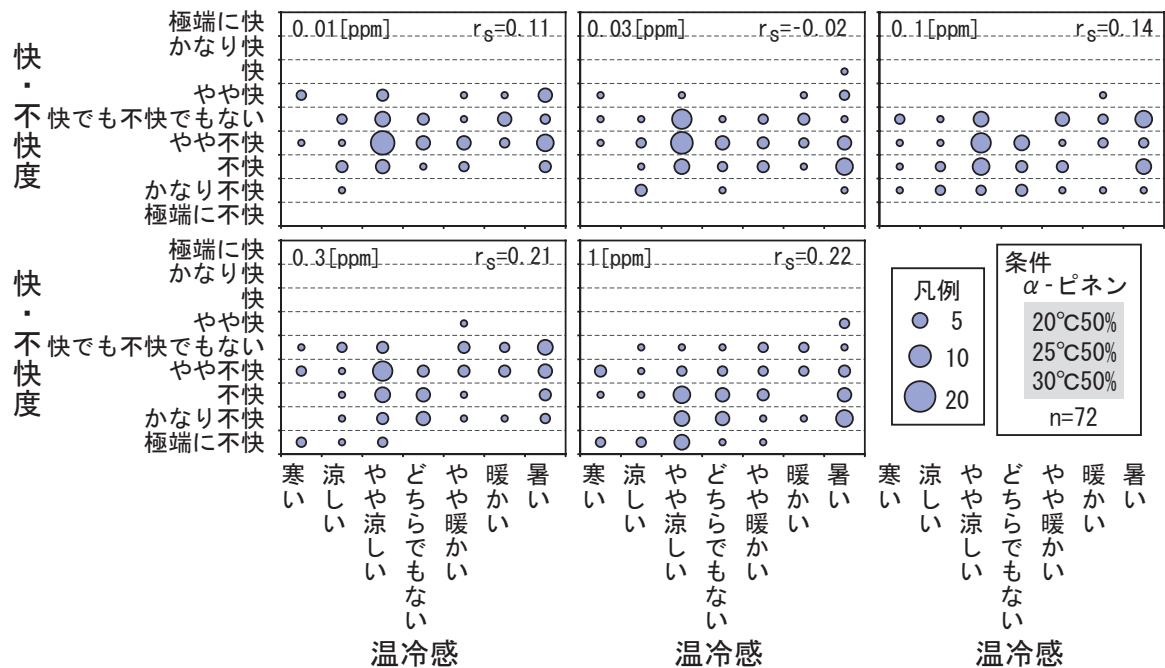 快・不快度
極端に快
かなり快
快
やや快
快でも不快でもない
やや不快
不快
かなり不快
極端に不快
0.01[ppm] rs=0.11
0.03[ppm] rs=-0.02
0.1[ppm] rs=0.14
快・不快度
極端に快
かなり快
快
やや快
快でも不快でもない
やや不快
不快
かなり不快
極端に不快
0.3[ppm] rs=0.21
1[ppm] rs=0.22
凡例
5
10
20
条件
α-ピネン
20℃50%
25℃50%
30℃50%
n=72
寒い
涼しい
やや涼しい
どちらでもない
やや暖かい
暖かい
暑い
温冷感
寒い
涼しい
やや涼しい
どちらでもない
やや暖かい
暖かい
暑い
温冷感
寒い
涼しい
やや涼しい
どちらでもない
やや暖かい
暖かい
暑い
温冷感